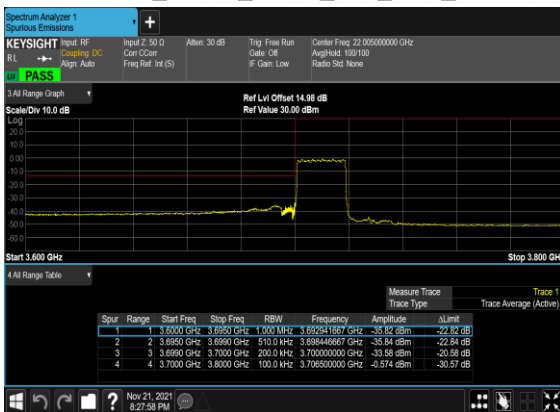 Spectrum Analyzer 1
Spurious Emissions
KEYSIGHT Input: RF Input Z: 50 Ω Atten: 30 dB Trig: Free Run Center Freq: 22.005000000 GHz
RL Coupling: DC Corr CCorr Gate: Off Avg|Hold: 100/100
Align: Auto Freq Ref: Int (S) IF Gain: Low Radio Std: None
PASS
3 All Range Graph
Ref Lvl Offset 14.98 dB
Scale/Div 10.0 dB Ref Value 30.00 dBm
Log
20.0
10.0
0.00
-10.0
-20.0
-30.0
-40.0
-50.0
-60.0
Start 3.600 GHz Stop 3.800 GH
4 All Range Table
Measure Trace Trace 1
Trace Type Trace Average (Active)
Spur Range Start Freq Stop Freq RBW Frequency Amplitude ΔLimit
1 1 3.6000 GHz 3.6950 GHz 1.000 MHz 3.692941667 GHz -35.82 dBm -22.82 dB
2 2 3.6950 GHz 3.6990 GHz 510.0 kHz 3.698446667 GHz -35.84 dBm -22.84 dB
3 3 3.6990 GHz 3.7000 GHz 200.0 kHz 3.700000000 GHz -33.58 dBm -20.58 dB
4 4 3.7000 GHz 3.8000 GHz 100.0 kHz 3.706500000 GHz -0.574 dBm -30.57 dB
Nov 21, 2021
8:27:58 PM